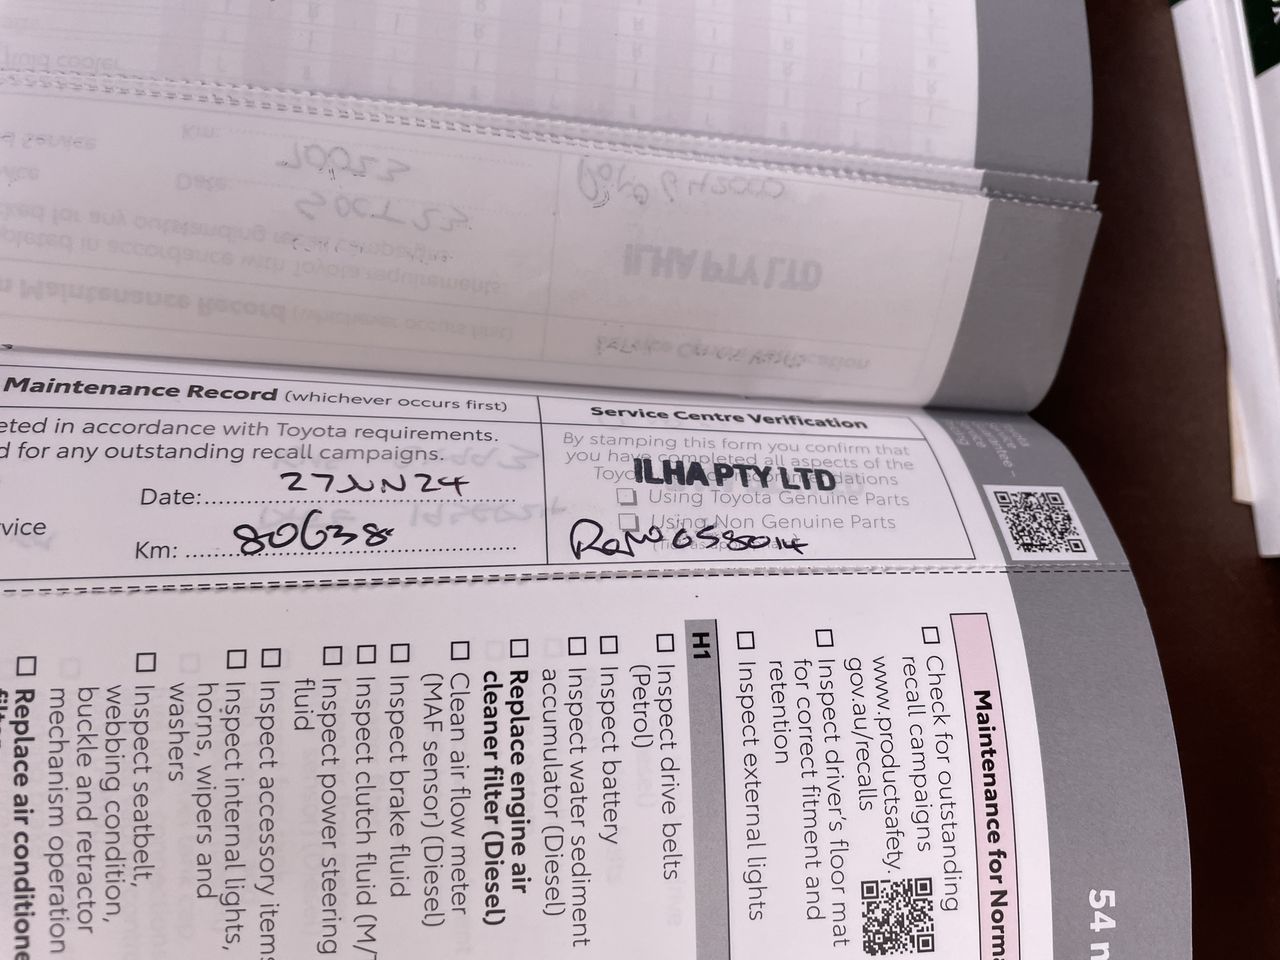 Maintenance Record (whichever occurs first)
eted in accordance with Toyota requirements.
d for any outstanding recall campaigns.
Date: 27 JUN 24
vice
Km: 80638
Service Centre Verification
By stamping this form you confirm that
you have completed all aspects of the
ILHA PTY LTD
Using Toyota Genuine Parts
Using Non Genuine Parts
54 m
Maintenance for Norma
Check for outstanding
recall campaigns
www.productsafety.
gov.au/recalls
Inspect driver's floor mat
for correct fitment and
retention
Inspect external lights
H1
Inspect drive belts
(Petrol)
Inspect battery
Inspect water sediment
accumulator (Diesel)
Replace engine air
cleaner filter (Diesel)
Clean air flow meter
(MAF sensor) (Diesel)
Inspect brake fluid
Inspect clutch fluid (M/T
Inspect power steering
fluid
Inspect accessory items
Inspect internal lights,
horns, wipers and
washers
Inspect seatbelt,
webbing condition,
buckle and retractor
mechanism operation
Replace air conditione